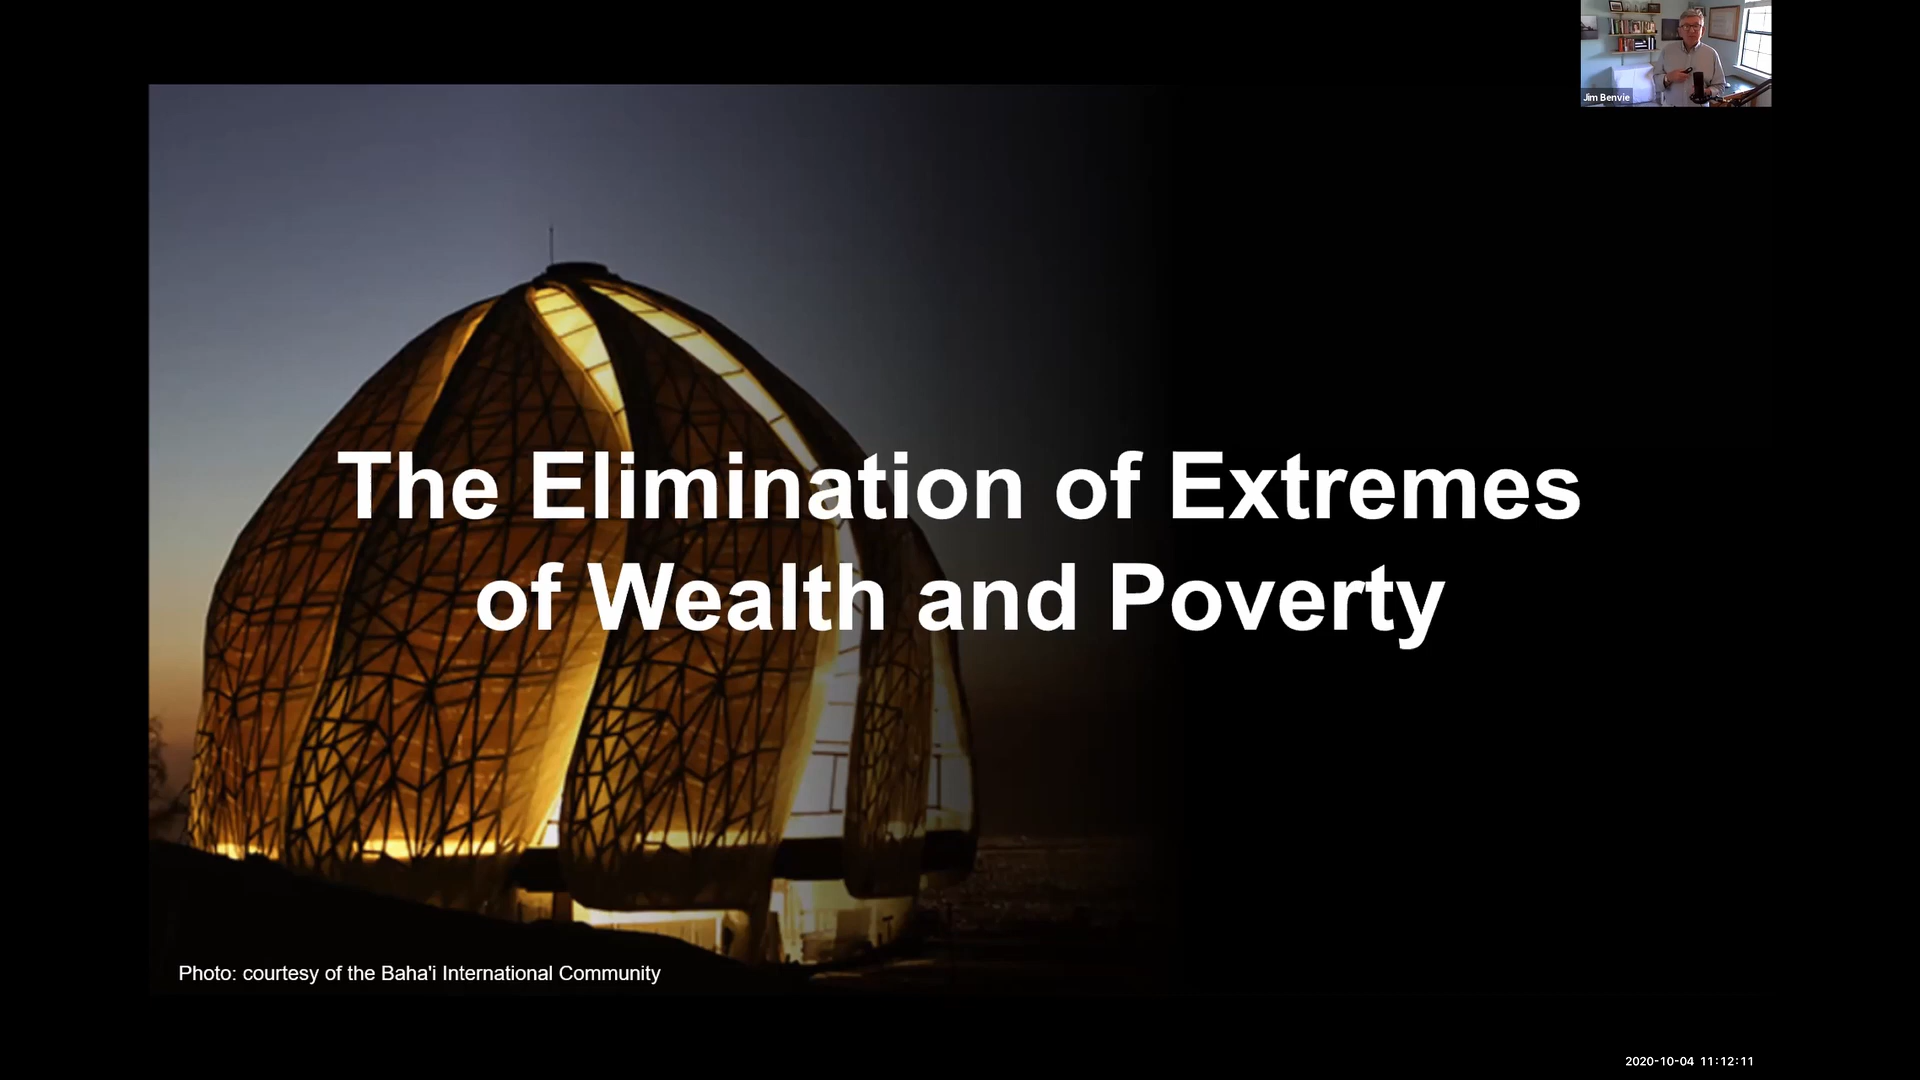 Jim Benvie
The Elimination of Extremes
of Wealth and Poverty
Photo: courtesy of the Baha'i International Community
2020-10-04 11:12:11